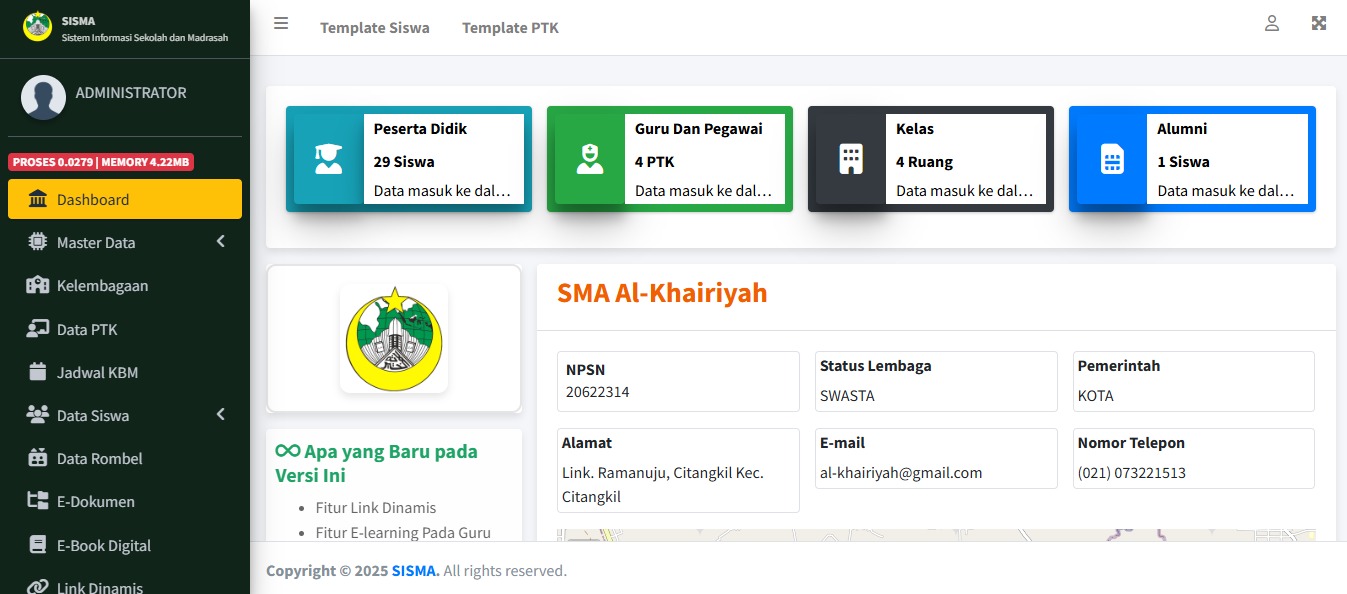 SISMA
Sistem Informasi Sekolah dan Madrasah
Template Siswa
Template PTK
ADMINISTRATOR
PROSES 0.0279 | MEMORY 4.22MB
Dashboard
Master Data
Kelembagaan
Data PTK
Jadwal KBM
Data Siswa
Data Rombel
E-Dokumen
E-Book Digital
Link Dinamis
Peserta Didik
29 Siswa
Data masuk ke dal...
Guru Dan Pegawai
4 PTK
Data masuk ke dal...
Kelas
4 Ruang
Data masuk ke dal...
Alumni
1 Siswa
Data masuk ke dal...
Apa yang Baru pada
Versi Ini
Fitur Link Dinamis
Fitur E-learning Pada Guru
SMA Al-Khairiyah
NPSN
20622314
Status Lembaga
SWASTA
Pemerintah
KOTA
Alamat
Link. Ramanuju, Citangkil Kec.
Citangkil
E-mail
al-khairiyah@gmail.com
Nomor Telepon
(021) 073221513
Copyright © 2025 SISMA. All rights reserved.